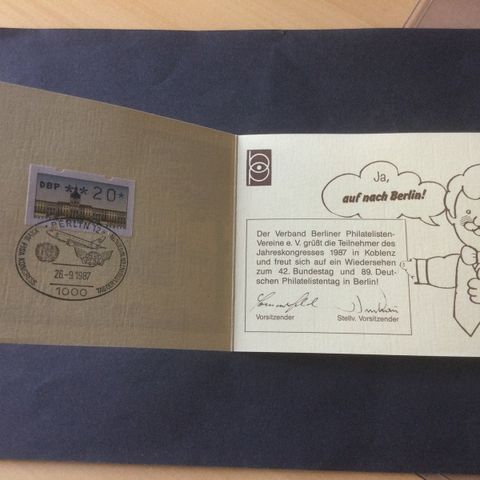 DBP *** 20*
BERLIN 12
26.-9.1987
1000
Ja,
auf nach Berlin!
Der Verband Berliner Philatelisten-
Vereine e. V. grüßt die Teilnehmer des
Jahreskongresses 1987 in Koblenz
und freut sich auf ein Wiedersehen
zum 42. Bundestag und 89. Deut-
schen Philatelistentag in Berlin!
Vorsitzender
Stellv. Vorsitzender